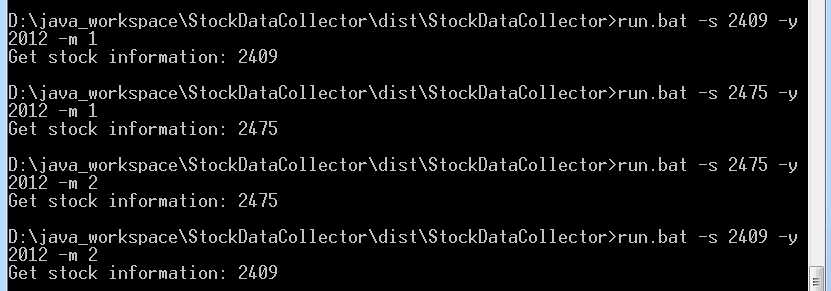 D:\java_workspace\StockDataCollector\dist\StockDataCollector>run.bat -s 2409 -y
2012 -m 1
Get stock information: 2409
D:\java_workspace\StockDataCollector\dist\StockDataCollector>run.bat -s 2475 -y
2012 -m 1
Get stock information: 2475
D:\java_workspace\StockDataCollector\dist\StockDataCollector>run.bat -s 2475 -y
2012 -m 2
Get stock information: 2475
D:\java_workspace\StockDataCollector\dist\StockDataCollector>run.bat -s 2409 -y
2012 -m 2
Get stock information: 2409